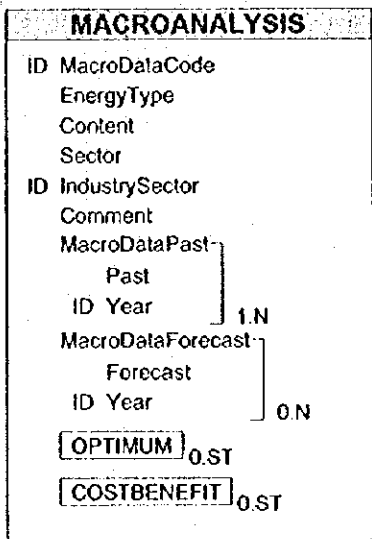 MACROANALYSIS
ID MacroDataCode
EnergyType
Content
Sector
ID IndustrySector
Comment
MacroDataPast
Past
ID Year
1.N
MacroDataForecast
Forecast
ID Year
0.N
OPTIMUM 0.ST
COSTBENEFIT 0.ST